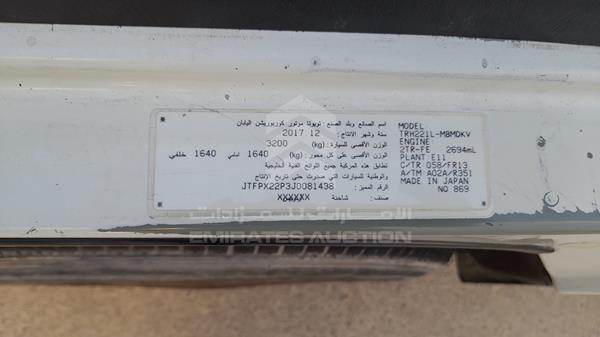 اسم الصانع وبلد الصنع : تويوتا موتور كوربوريشن اليابان
سنة وشهر الانتاج : 12 2017
الوزن الأقصى للسيارة : (kg) 3200
الوزن الأقصى على كل محور : (kg) 1640 امامي 1640 خلفي
تطابق هذه المركبة جميع اللوائح الفنية الخليجية
والوطنية للسيارات التي صدرت حتى تاريخ الإنتاج
الرقم المميز : JTFPX22P3J0081438
صنف : شاحنة XXXXXX
MODEL
TRH221L-MBMDKV
ENGINE
2TR-FE 2694mL
PLANT E11
C/TR 058/FR13
A/TM A02A/R351
MADE IN JAPAN
NO 869
الإمارات للمزادات
EMIRATES AUCTION